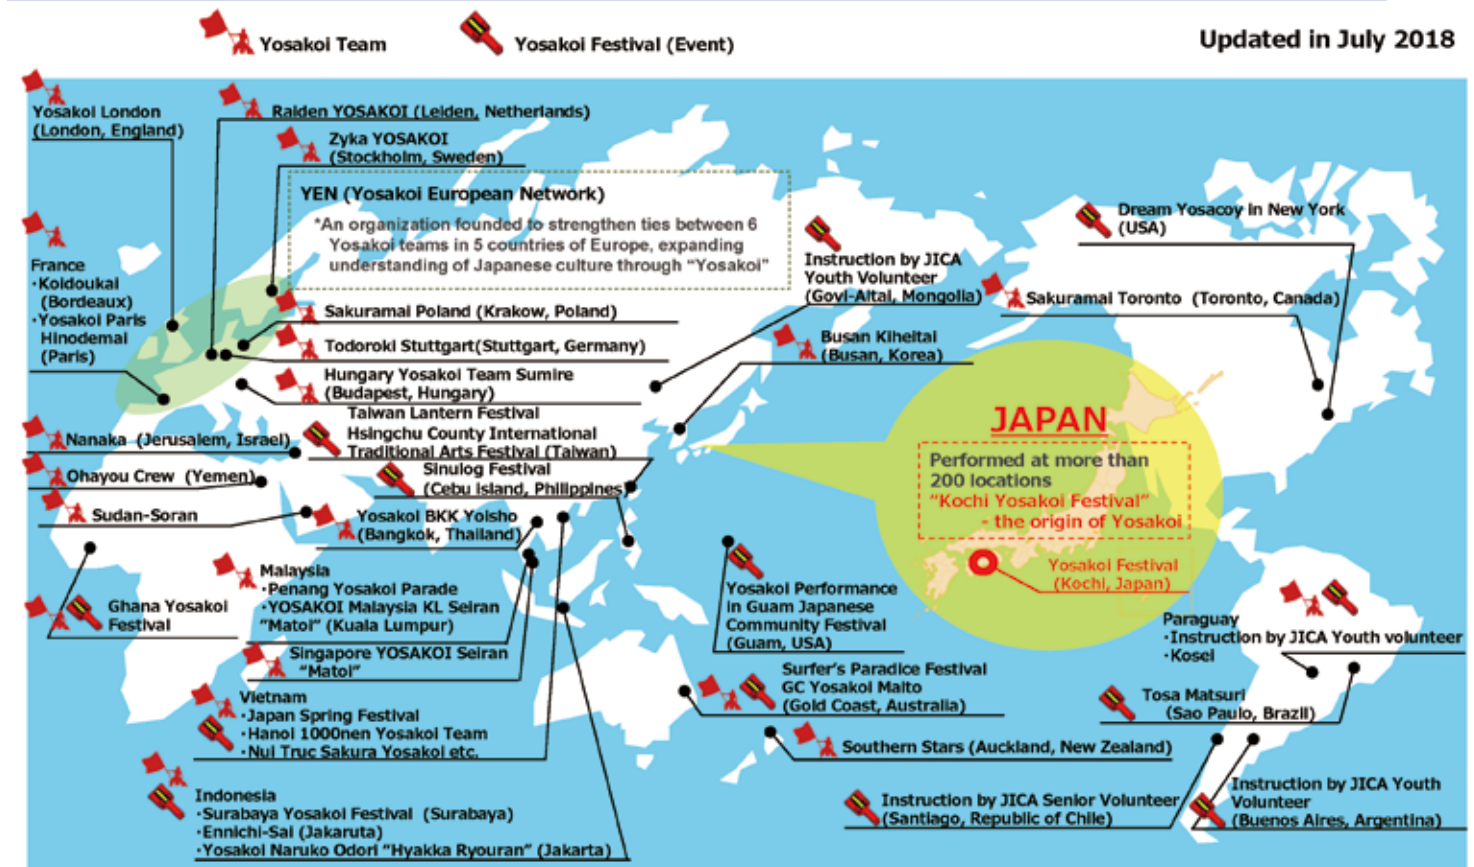 Yosakoi Team
Yosakoi Festival (Event)
Updated in July 2018
Yosakoi London
(London, England)
Raiden YOSAKOI (Leiden, Netherlands)
Zyka YOSAKOI
(Stockholm, Sweden)
YEN (Yosakoi European Network)
*An organization founded to strengthen ties between 6
Yosakoi teams in 5 countries of Europe, expanding
understanding of Japanese culture through "Yosakoi"
France
・Koidoukai
(Bordeaux)
・Yosakoi Paris
Hinodemai
(Paris)
Sakuramai Poland (Krakow, Poland)
Todoroki Stuttgart(Stuttgart, Germany)
Hungary Yosakoi Team Sumire
(Budapest, Hungary)
Taiwan Lantern Festival
Hsingchu County International
Traditional Arts Festival (Taiwan)
Sinulog Festival
(Cebu island, Philippines)
Nanaka (Jerusalem, Israel)
Ohayou Crew (Yemen)
Sudan-Soran
Yosakoi BKK Yoisho
(Bangkok, Thailand)
Instruction by JICA
Youth Volunteer
(Govi-Altai, Mongolia)
Busan Kiheitai
(Busan, Korea)
Dream Yosacoy in New York
(USA)
Sakuramai Toronto (Toronto, Canada)
JAPAN
Performed at more than
200 locations
"Kochi Yosakoi Festival"
- the origin of Yosakoi
Yosakoi Festival
(Kochi, Japan)
Ghana Yosakoi
Festival
Malaysia
・Penang Yosakoi Parade
・YOSAKOI Malaysia KL Seiran
"Matoi" (Kuala Lumpur)
Singapore YOSAKOI Seiran
"Matoi"
Vietnam
・Japan Spring Festival
・Hanoi 1000nen Yosakoi Team
・Nui Truc Sakura Yosakoi etc.
Indonesia
・Surabaya Yosakoi Festival (Surabaya)
・Ennichi-Sai (Jakaruta)
・Yosakoi Naruko Odori "Hyakka Ryouran" (Jakarta)
Yosakoi Performance
in Guam Japanese
Community Festival
(Guam, USA)
Surfer's Paradice Festival
GC Yosakoi Maito
(Gold Coast, Australia)
Southern Stars (Auckland, New Zealand)
Paraguay
・Instruction by JICA Youth volunteer
・Kosei
Tosa Matsuri
(Sao Paulo, Brazil)
Instruction by JICA Senior Volunteer
(Santiago, Republic of Chile)
Instruction by JICA Youth
Volunteer
(Buenos Aires, Argentina)